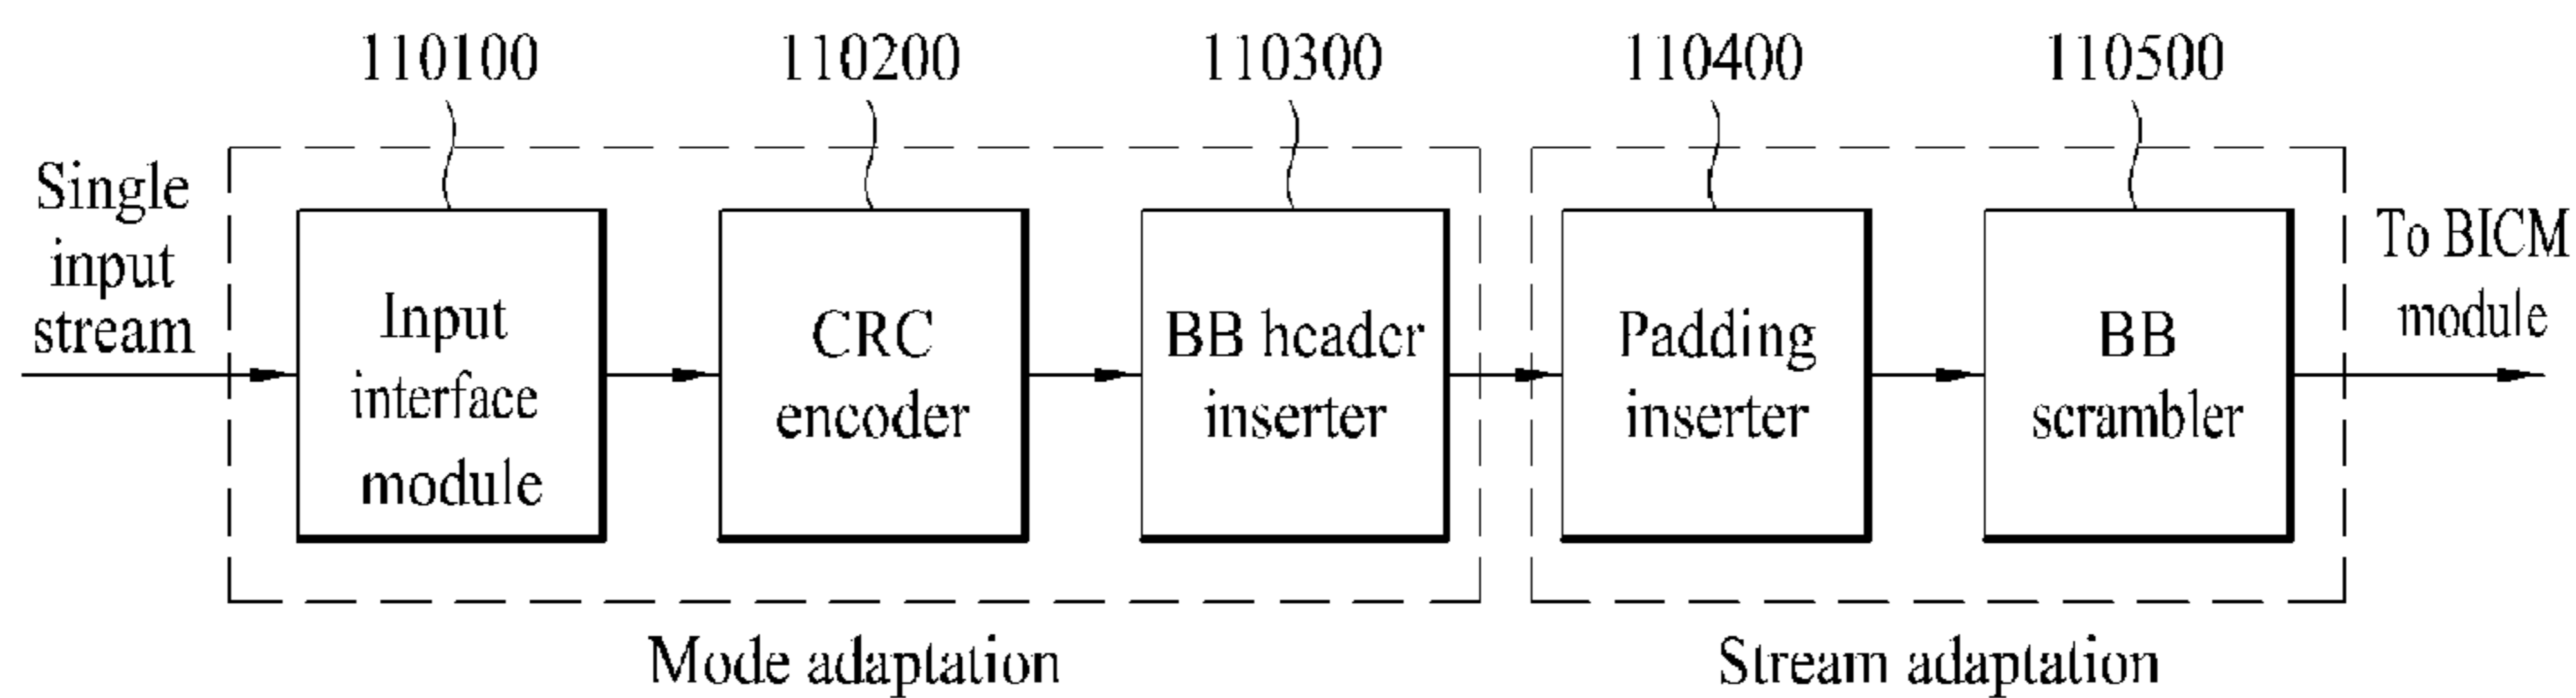 110100
110200
110300
110400
110500
Single
input
stream
Input
interface
module
CRC
encoder
BB header
inserter
Padding
inserter
BB
scrambler
To BICM
module
Mode adaptation
Stream adaptation